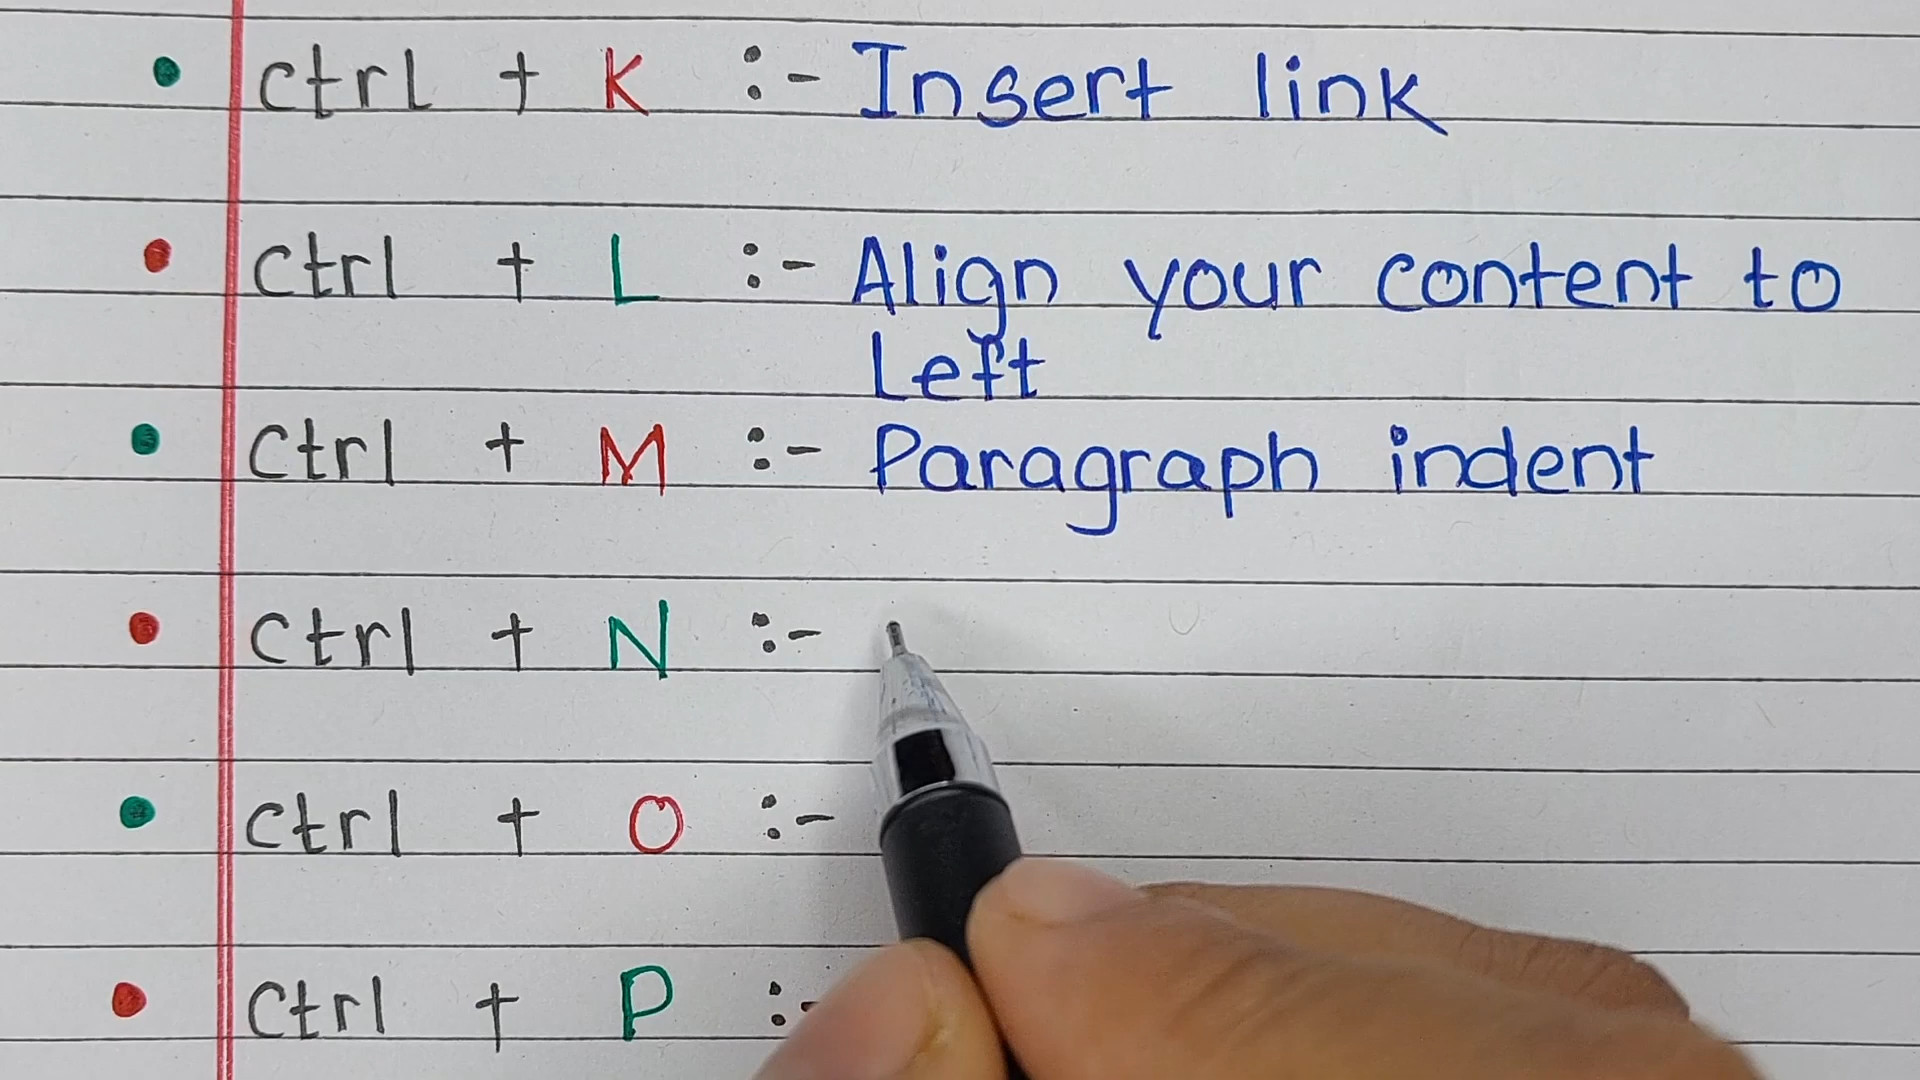 Ctrl + K :- Insert link
Ctrl + L :- Align your content to
Left
Ctrl + M :- Paragraph indent
Ctrl + N :-
Ctrl + O :-
Ctrl + P :-